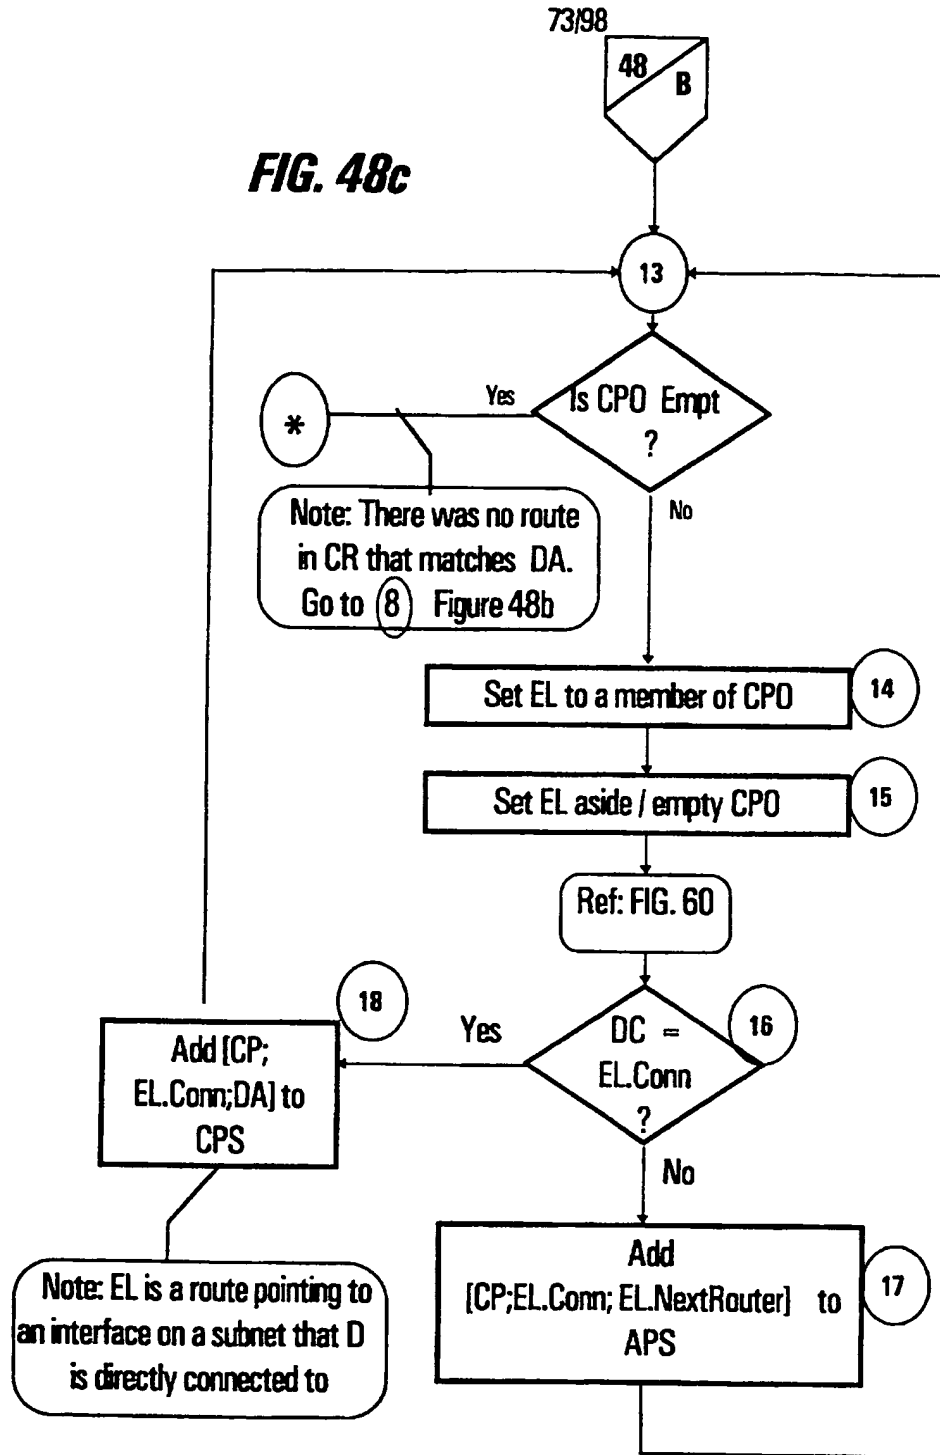 73/98
48
B
FIG. 48c
13
Is CPO Empt
?
Yes
*
No
Note: There was no route
in CR that matches DA.
Go to 8 Figure 48b
Set EL to a member of CPO
14
Set EL aside / empty CPO
15
Ref: FIG. 60
DC =
EL.Conn
?
16
Yes
18
Add [CP;
EL.Conn;DA] to
CPS
No
Note: EL is a route pointing to
an interface on a subnet that D
is directly connected to
Add
[CP;EL.Conn; EL.NextRouter] to
APS
17